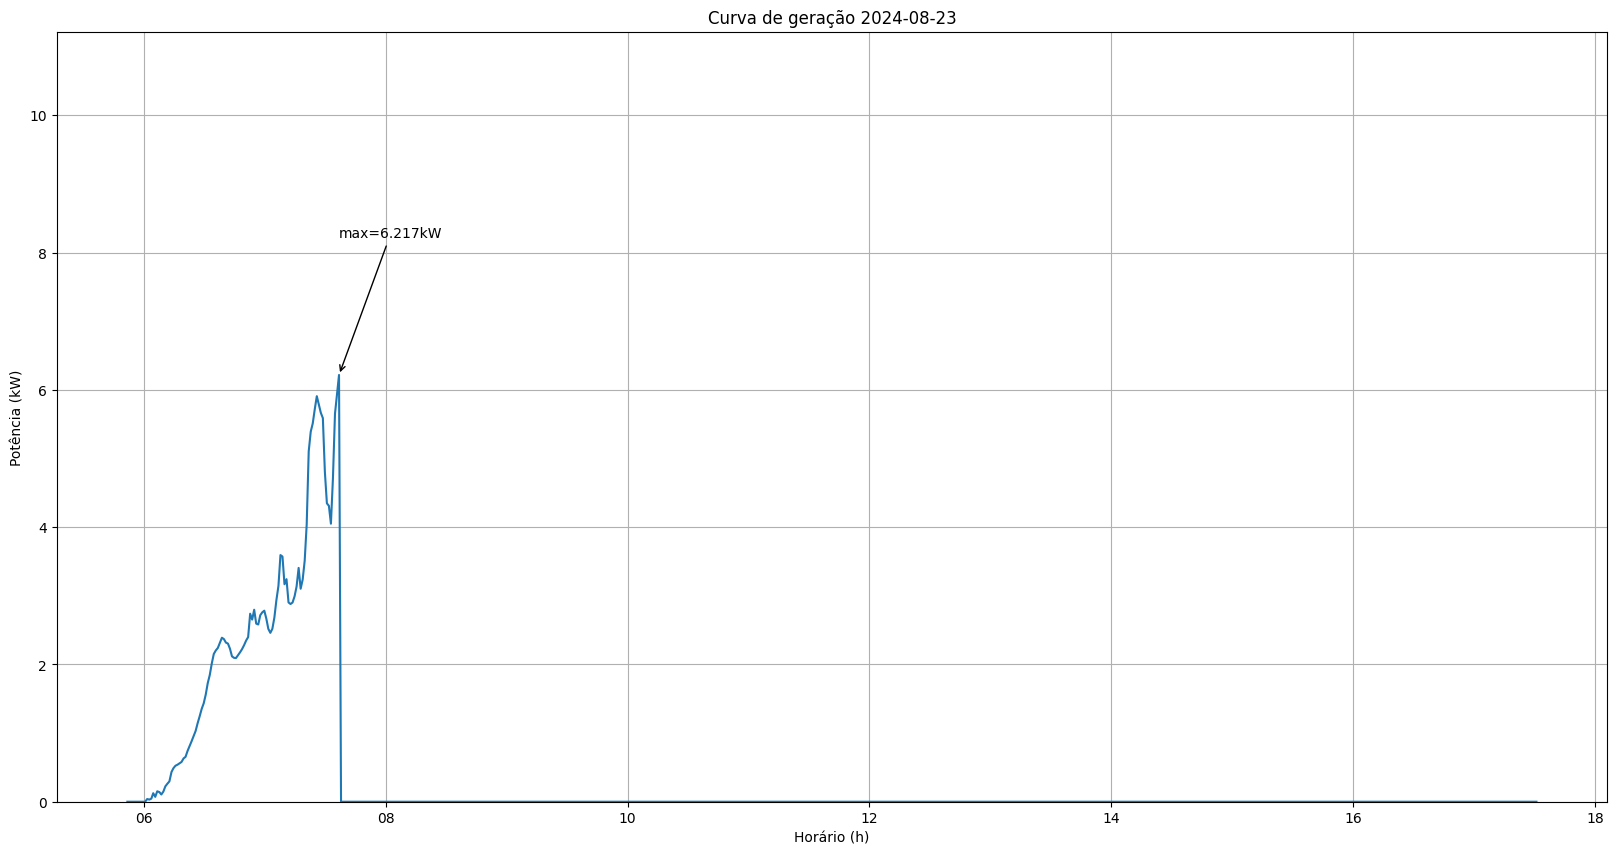 Curva de geração 2024-08-23
Potência (kW)
10
8
6
4
2
0
max=6.217kW
06 08 10 12 14 16 18
Horário (h)